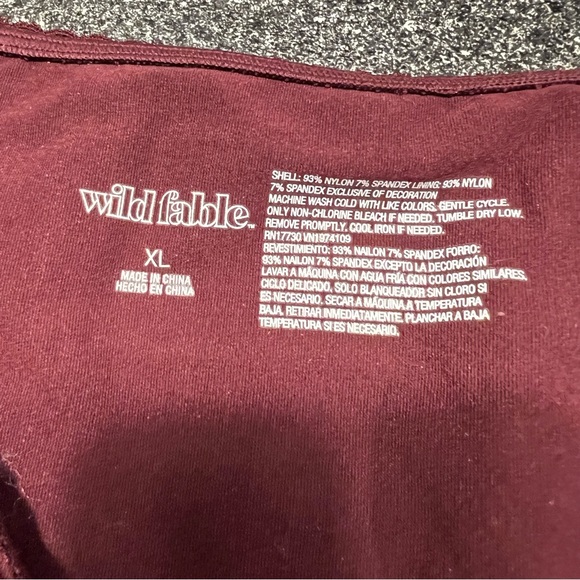 wild fable™
XL
MADE IN CHINA
HECHO EN CHINA
SHELL: 93% NYLON 7% SPANDEX LINING: 93% NYLON
7% SPANDEX EXCLUSIVE OF DECORATION
MACHINE WASH COLD WITH LIKE COLORS. GENTLE CYCLE.
ONLY NON-CHLORINE BLEACH IF NEEDED. TUMBLE DRY LOW.
REMOVE PROMPTLY. COOL IRON IF NEEDED.
RN17730 VN1974109
REVESTIMIENTO: 93% NAILON 7% SPANDEX FORRO:
93% NAILON 7% SPANDEX EXCEPTO LA DECORACIÓN
LAVAR A MÁQUINA CON AGUA FRÍA CON COLORES SIMILARES.
CICLO DELICADO, SOLO BLANQUEADOR SIN CLORO SI
ES NECESARIO. SECAR A MÁQUINA A TEMPERATURA
BAJA. RETIRAR INMEDIATAMENTE. PLANCHAR A BAJA
TEMPERATURA SI ES NECESARIO.